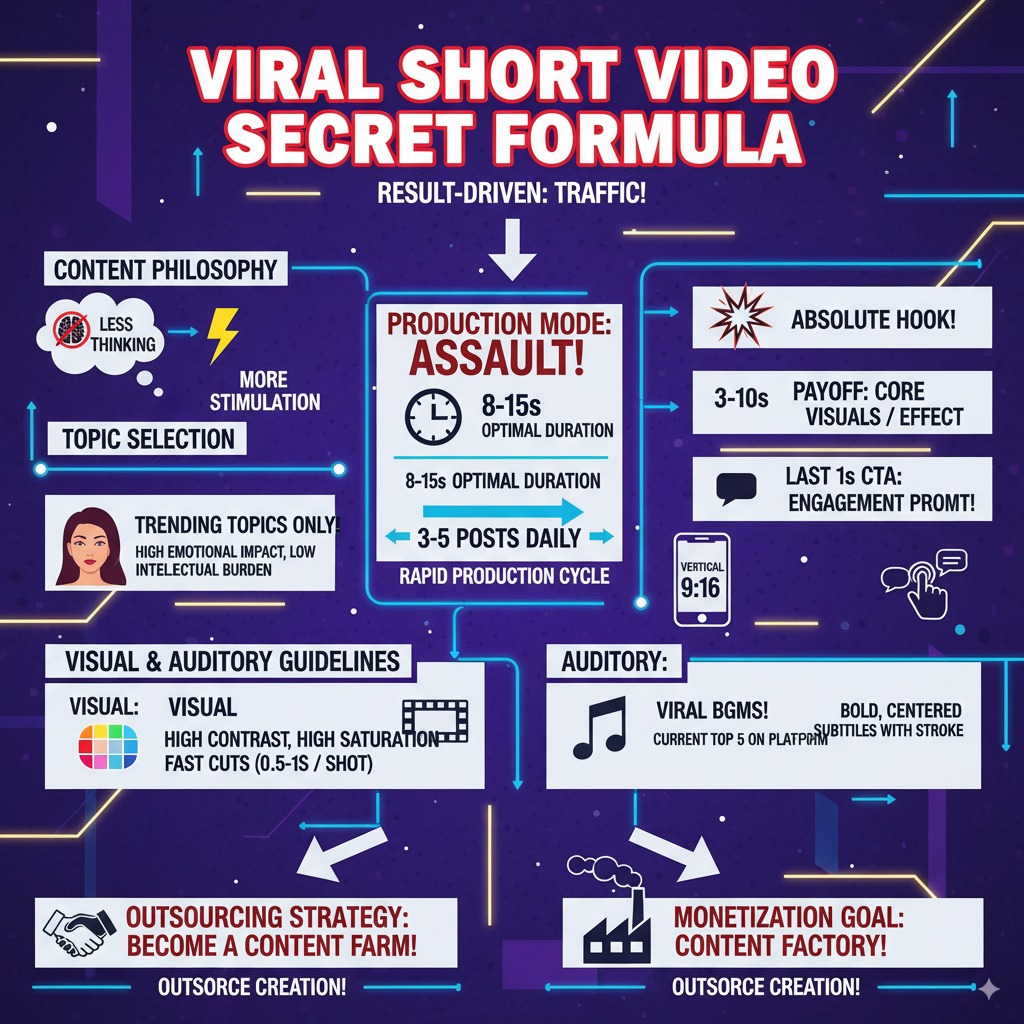 VIRAL SHORT VIDEO
SECRET FORMULA
RESULT-DRIVEN: TRAFFIC!
CONTENT PHILOSOPHY
LESS
THINKING
MORE
STIMULATION
TOPIC SELECTION
TRENDING TOPICS ONLY!
HIGH EMOTIONAL IMPACT, LOW
INTELECTUAL BURDEN
PRODUCTION MODE:
ASSAULT!
8-15s
OPTIMAL DURATION
8-15s OPTIMAL DURATION
3-5 POSTS DAILY
RAPID PRODUCTION CYCLE
ABSOLUTE HOOK!
3-10s PAYOFF: CORE
VISUALS / EFFECT
LAST 1s CTA:
ENGAGEMENT PROMT!
VERTICAL
9:16
VISUAL & AUDITORY GUIDELINES
VISUAL: VISUAL
HIGH CONTRAST, HIGH SATURATION
FAST CUTS (0.5-1S / SHOT)
AUDITORY:
VIRAL BGMS!
CURRENT TOP 5 ON
BOLD, CENTERED
SUBTITLES WITH STROKE
OUTSOURCING STRATEGY:
BECOME A CONTENT FARM!
OUTSORCE CREATION!
MONETIZATION GOAL:
CONTENT FACTORY!
OUTSORCE CREATION!